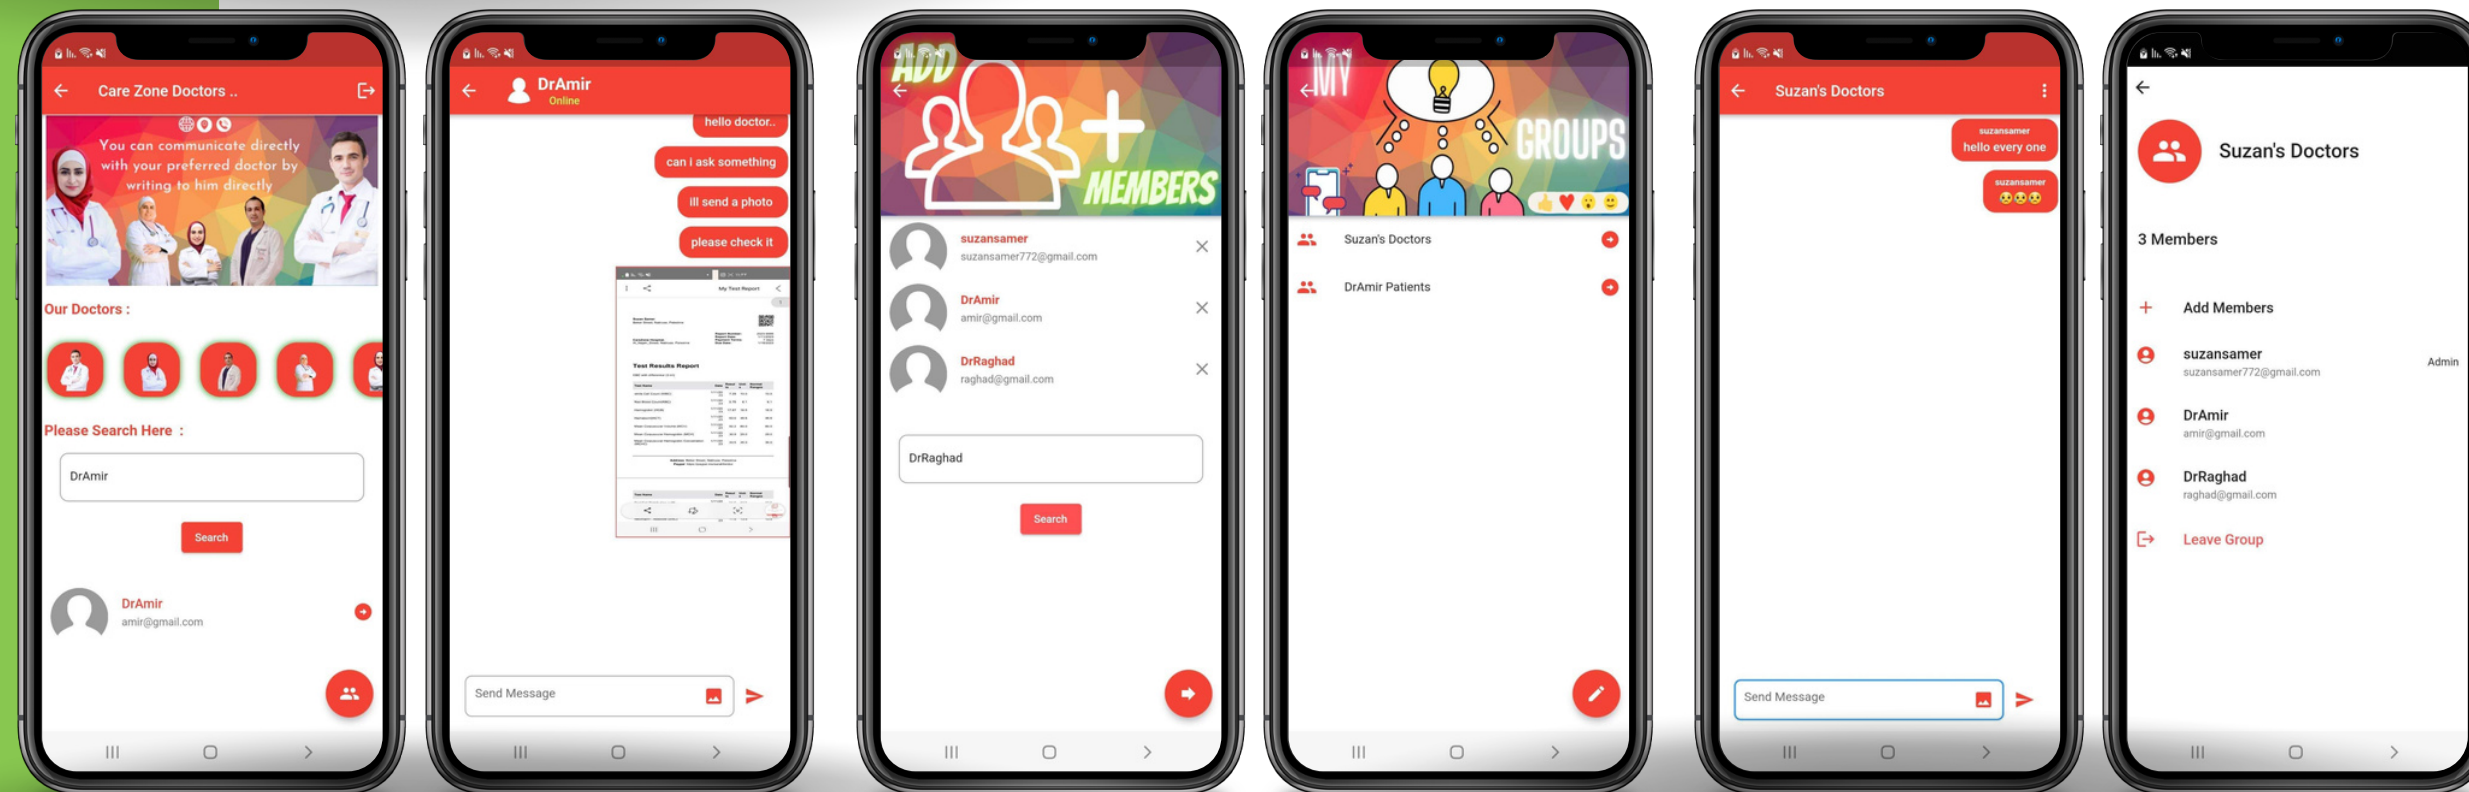 Care Zone Doctors ..
You can communicate directly
with your preferred doctor by
writing to him directly
Our Doctors :
Please Search Here :
DrAmir
Search
DrAmir
amir@gmail.com
DrAmir
Online
hello doctor..
can i ask something
ill send a photo
please check it
My Test Report
Test Results Report
Send Message
ADD
MEMBERS
suzansamer
suzansamer772@gmail.com
DrAmir
amir@gmail.com
DrRaghad
raghad@gmail.com
DrRaghad
Search
MY
GROUPS
Suzan's Doctors
DrAmir Patients
Suzan's Doctors
suzansamer
hello every one
suzansamer
Send Message
Suzan's Doctors
3 Members
Add Members
suzansamer
Admin
suzansamer772@gmail.com
DrAmir
amir@gmail.com
DrRaghad
raghad@gmail.com
Leave Group